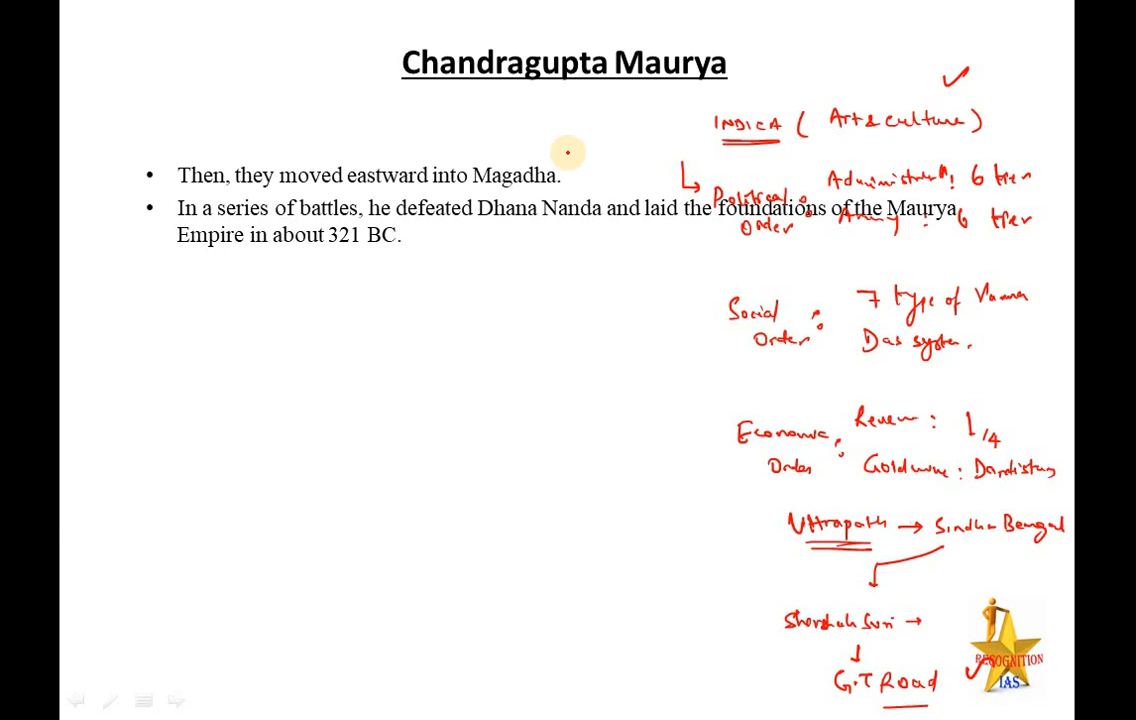 Chandragupta Maurya
INDICA ( Art & culture )
• Then, they moved eastward into Magadha.
Political Order : Administratn : 6 tier
• In a series of battles, he defeated Dhana Nanda and laid the foundations of the Maurya
Empire in about 321 BC.
Army : 6 tier
Social Order : 7 type of Varna
Das system.
Economic Order : Revenue : 1/4
Goldmine : Dardistan
Uttrapath → Sindh Bengal
Shershah Suri →
G.T Road
RECOGNITION
IAS